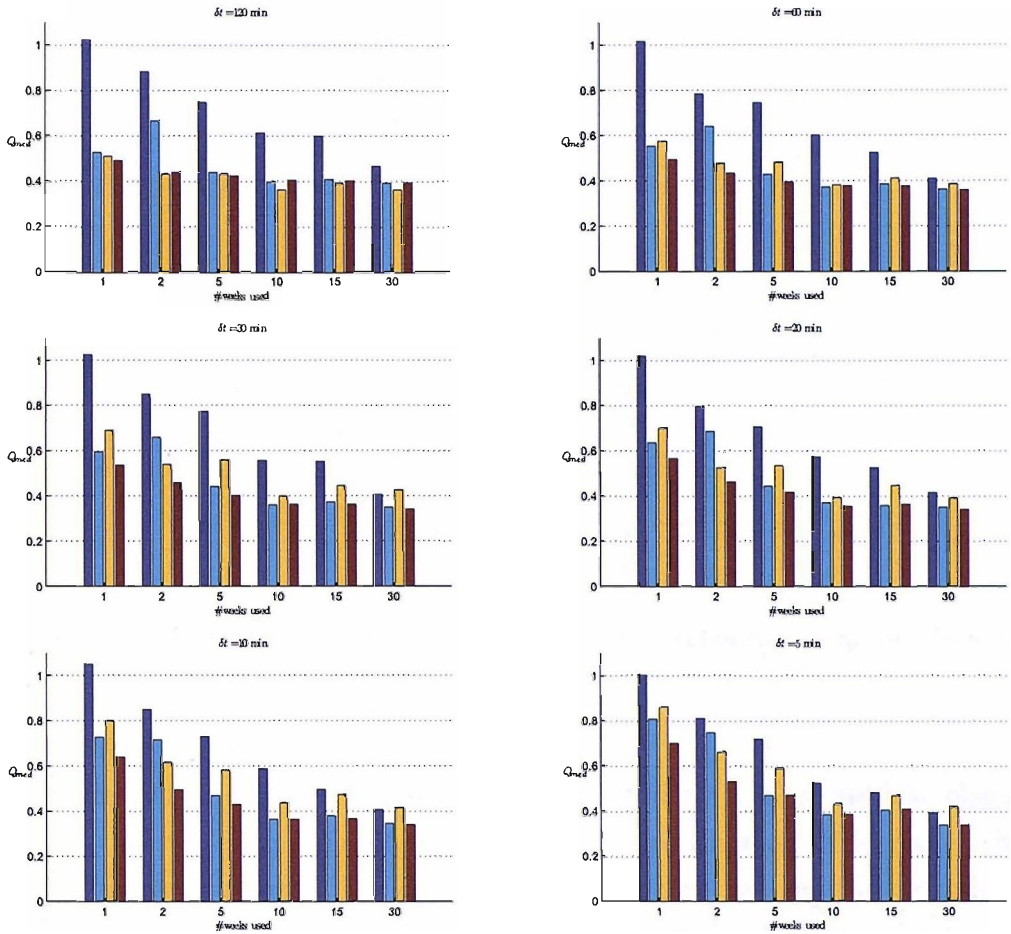 δt = 120 min
1
0.8
0.6
Qmed
0.4
0.2
0
1 2 5 10 15 30
# weeks used
δt = 60 min
1
0.8
0.6
Qmed
0.4
0.2
0
1 2 5 10 15 30
# weeks used
δt = 30 min
1
0.8
0.6
Qmed
0.4
0.2
0
1 2 5 10 15 30
# weeks used
δt = 20 min
1
0.8
0.6
Qmed
0.4
0.2
0
1 2 5 10 15 30
# weeks used
δt = 10 min
1
0.8
0.6
Qmed
0.4
0.2
0
1 2 5 10 15 30
# weeks used
δt = 5 min
1
0.8
0.6
Qmed
0.4
0.2
0
1 2 5 10 15 30
# weeks used